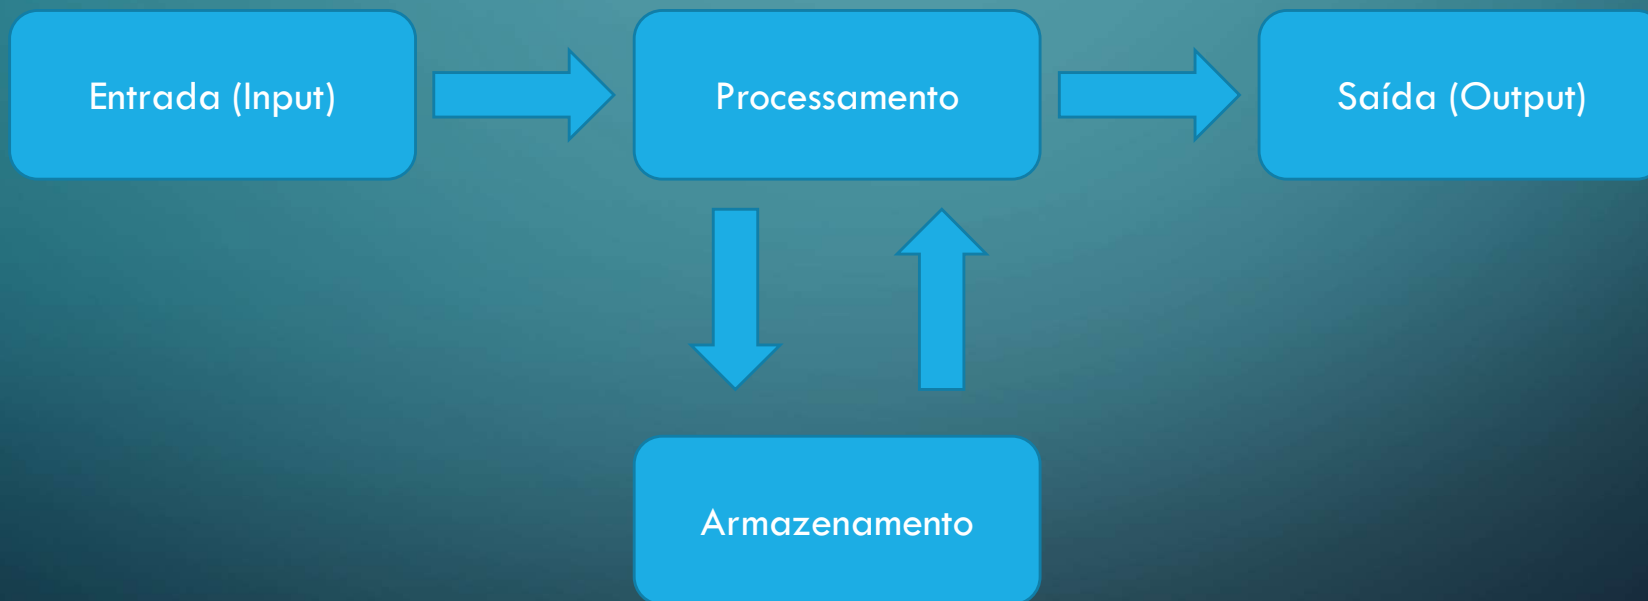 Entrada (Input)
Processamento
Saída (Output)
Armazenamento